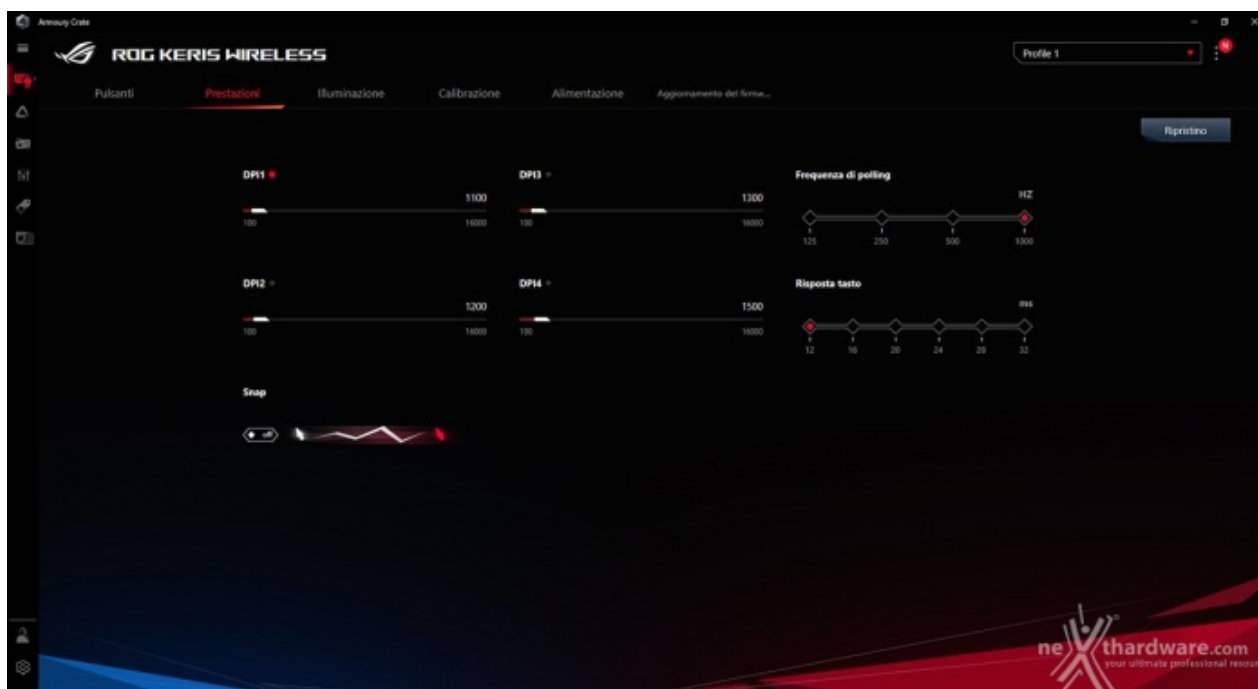 Armoury Crate
ROG KERIS WIRELESS
Profile 1
N
Pulsanti Prestazioni Illuminazione Calibrazione Alimentazione Aggiornamento del firmw...
Ripristino
DPI1
1100
100 16000
DPI3
1300
100 16000
Frequenza di polling
HZ
125 250 500 1000
DPI2
1200
100 16000
DPI4
1500
100 16000
Risposta tasto
ms
12 16 20 24 28 32
Snap
off
nexthardware.com
your ultimate professional resour